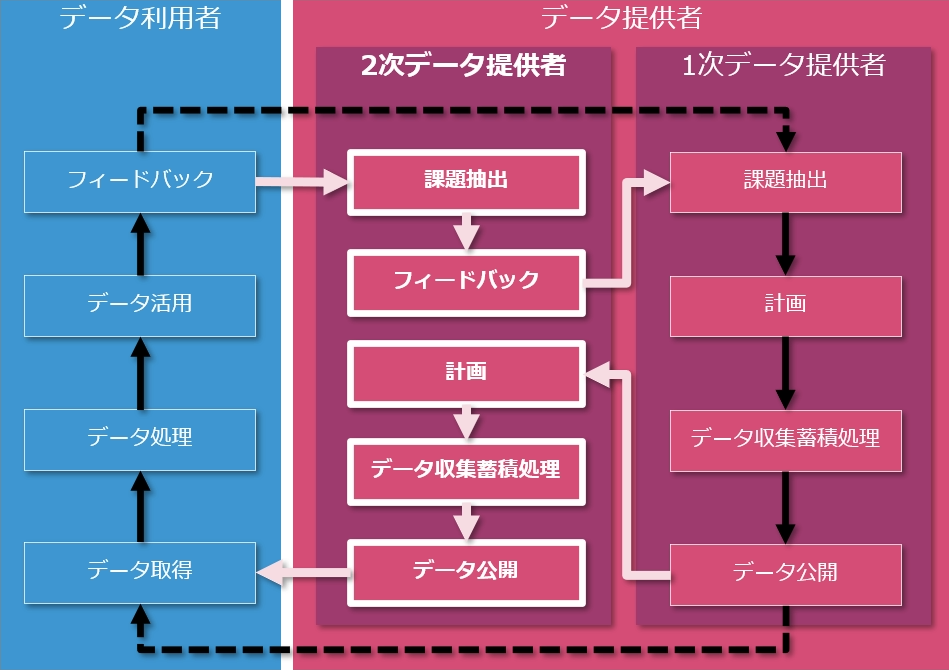 データ利用者
フィードバック
データ活用
データ処理
データ取得
データ提供者
2次データ提供者
課題抽出
フィードバック
計画
データ収集蓄積処理
データ公開
1次データ提供者
課題抽出
計画
データ収集蓄積処理
データ公開